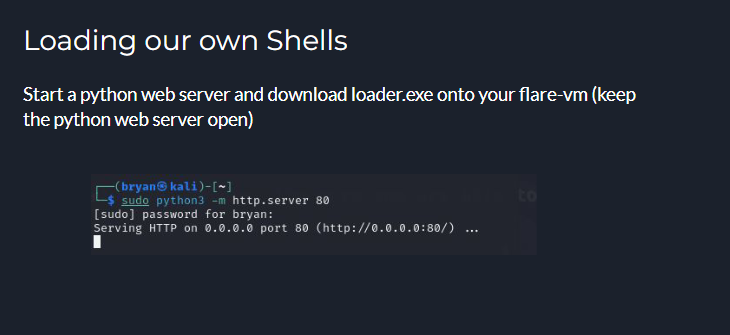 Loading our own Shells
Start a python web server and download loader.exe onto your flare-vm (keep
the python web server open)
┌──(bryan㉿kali)-[~]
└─$ sudo python3 -m http.server 80
[sudo] password for bryan:
Serving HTTP on 0.0.0.0 port 80 (http://0.0.0.0:80/) ...